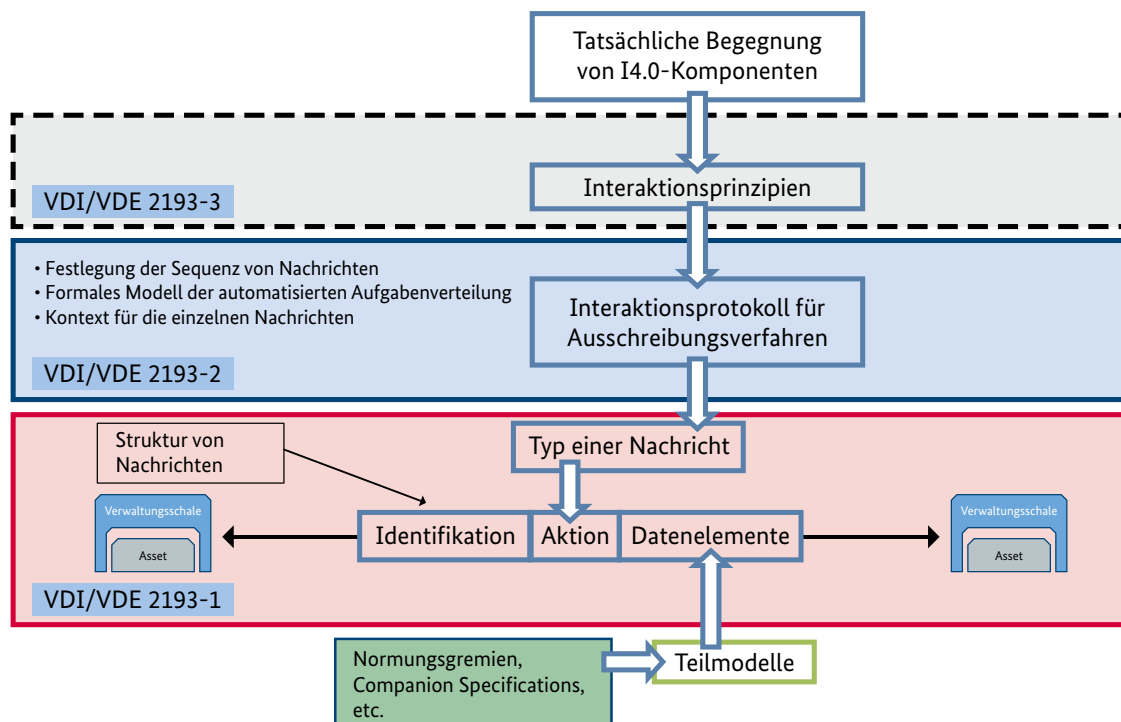 Tatsächliche Begegnung
von I4.0-Komponenten
Interaktionsprinzipien
VDI/VDE 2193-3
• Festlegung der Sequenz von Nachrichten
• Formales Modell der automatisierten Aufgabenverteilung
• Kontext für die einzelnen Nachrichten
Interaktionsprotokoll für
Ausschreibungsverfahren
VDI/VDE 2193-2
Struktur von
Nachrichten
Typ einer Nachricht
Verwaltungsschale
Asset
Identifikation
Aktion
Datenelemente
Verwaltungsschale
Asset
VDI/VDE 2193-1
Normungsgremien,
Companion Specifications,
etc.
Teilmodelle